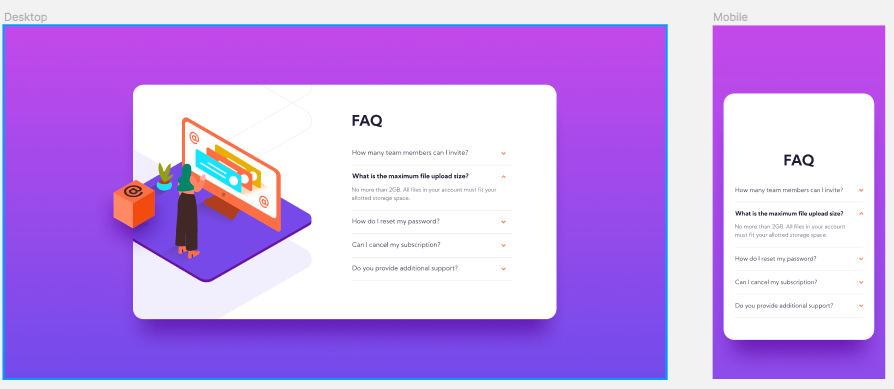 Desktop
FAQ
How many team members can I invite?
What is the maximum file upload size?
No more than 2GB. All files in your account must fit your
allotted storage space.
How do I reset my password?
Can I cancel my subscription?
Do you provide additional support?
Mobile
FAQ
How many team members can I invite?
What is the maximum file upload size?
No more than 2GB. All files in your account
must fit your allotted storage space.
How do I reset my password?
Can I cancel my subscription?
Do you provide additional support?